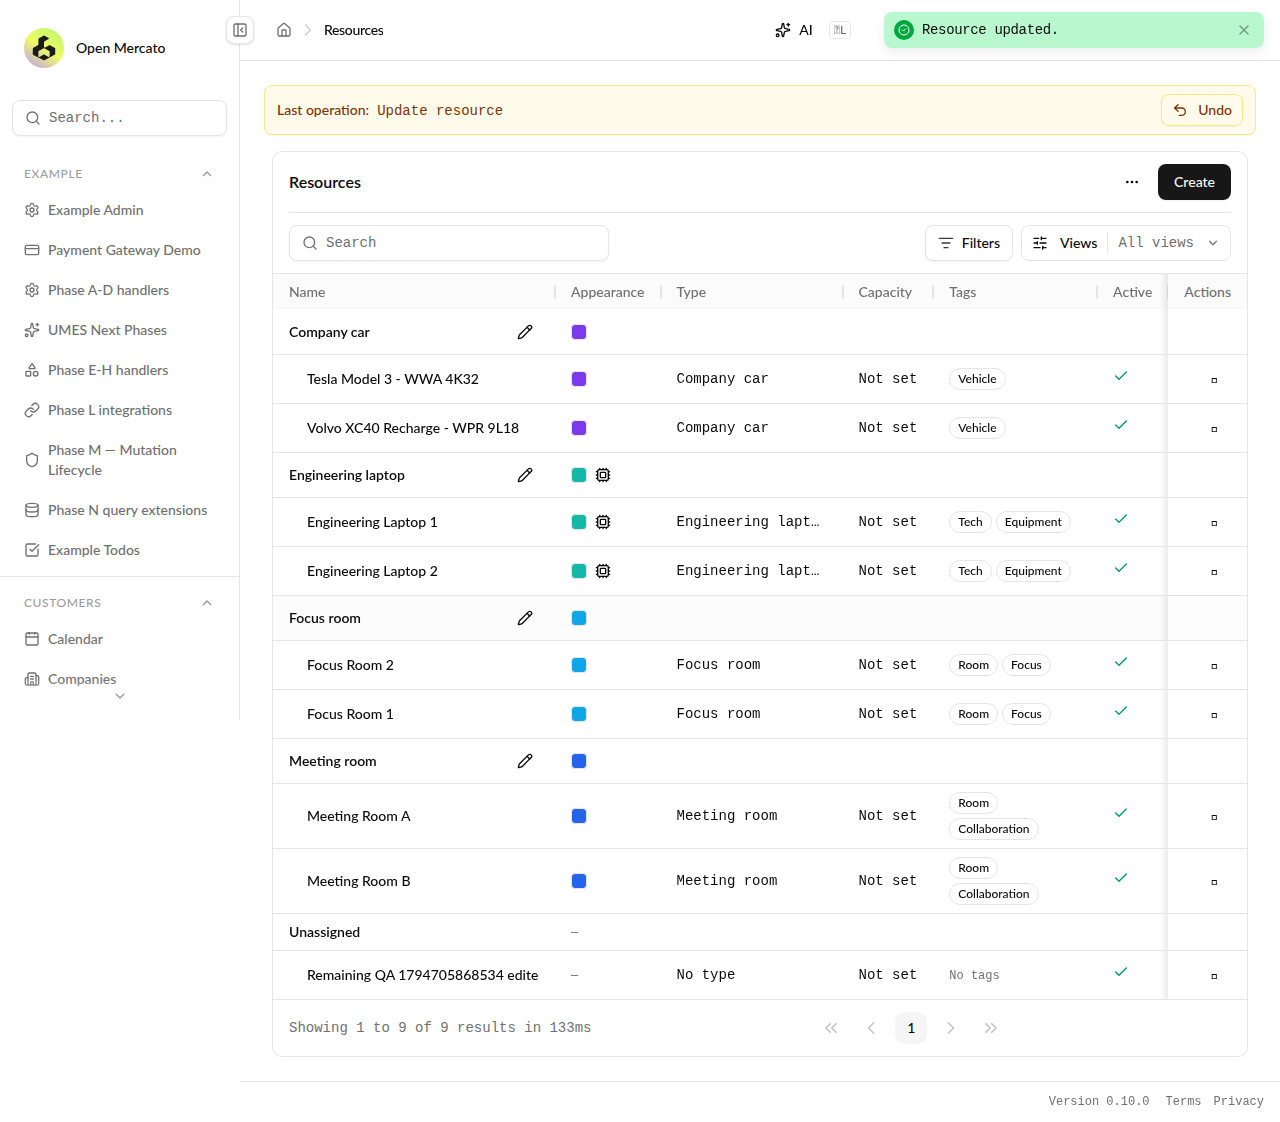 Open Mercato
Resources
AI
L
Resource updated.
Search...
Last operation: Update resource
Undo
EXAMPLE
Example Admin
Payment Gateway Demo
Phase A-D handlers
UMES Next Phases
Phase E-H handlers
Phase L integrations
Phase M — Mutation
Lifecycle
Phase N query extensions
Example Todos
CUSTOMERS
Calendar
Companies
Resources
Create
Search
Filters
Views All views
Name Appearance Type Capacity Tags Active Actions
Company car
Tesla Model 3 - WWA 4K32 Company car Not set Vehicle
Volvo XC40 Recharge - WPR 9L18 Company car Not set Vehicle
Engineering laptop
Engineering Laptop 1 Engineering lapt… Not set Tech Equipment
Engineering Laptop 2 Engineering lapt… Not set Tech Equipment
Focus room
Focus Room 2 Focus room Not set Room Focus
Focus Room 1 Focus room Not set Room Focus
Meeting room
Meeting Room A Meeting room Not set Room Collaboration
Meeting Room B Meeting room Not set Room Collaboration
Unassigned —
Remaining QA 1794705868534 edite — No type Not set No tags
Showing 1 to 9 of 9 results in 133ms
1
Version 0.10.0 Terms Privacy